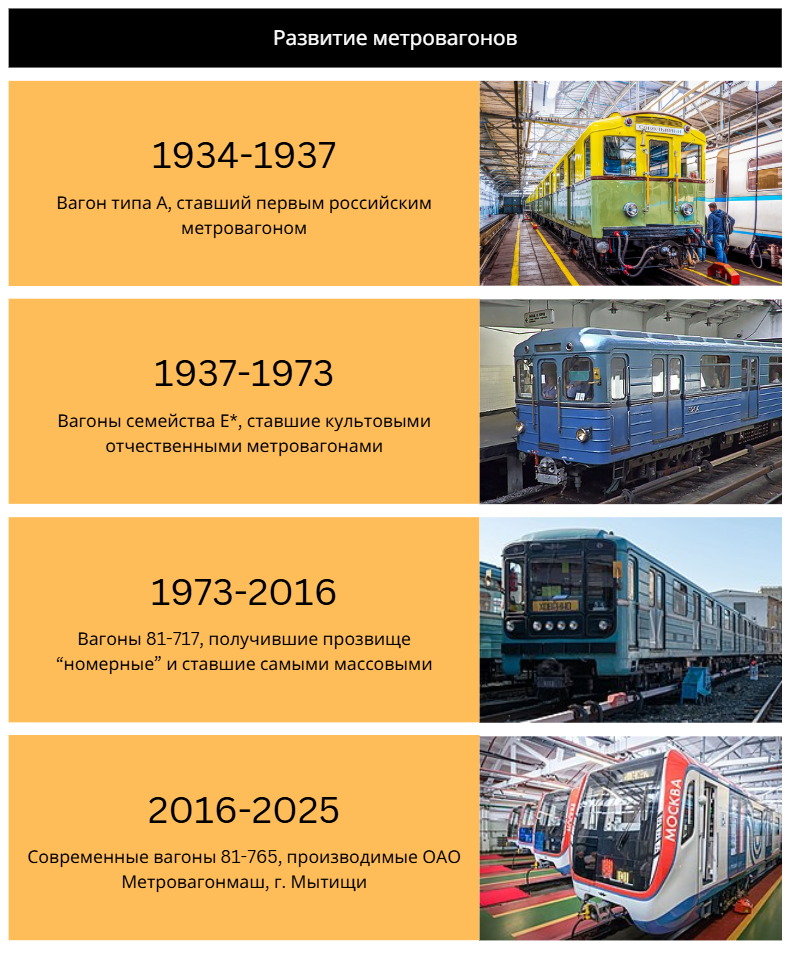 Развитие метровагонов
1934-1937
Вагон типа А, ставший первым российским
метровагоном
1937-1973
Вагоны семейства Е*, ставшие культовыми
отчественными метровагонами
1973-2016
Вагоны 81-717, получившие прозвище
“номерные” и ставшие самыми массовыми
2016-2025
Современные вагоны 81-765, производимые ОАО
Метровагонмаш, г. Мытищи
МОСКВА
МОСКВА